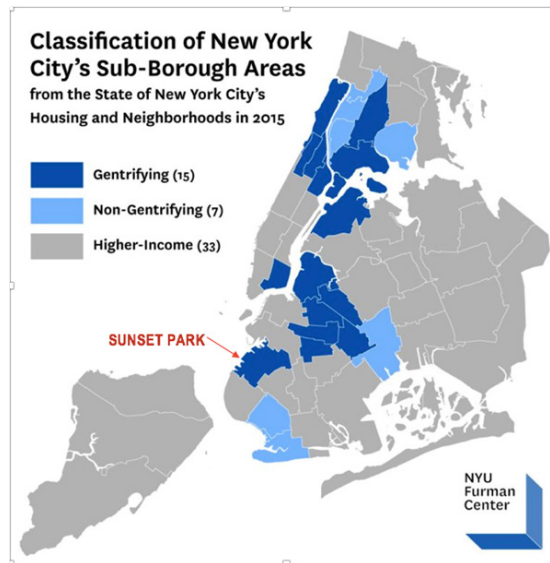 Classification of New York
City's Sub-Borough Areas
from the State of New York City's
Housing and Neighborhoods in 2015
Gentrifying (15)
Non-Gentrifying (7)
Higher-Income (33)
SUNSET PARK
NYU
Furman
Center